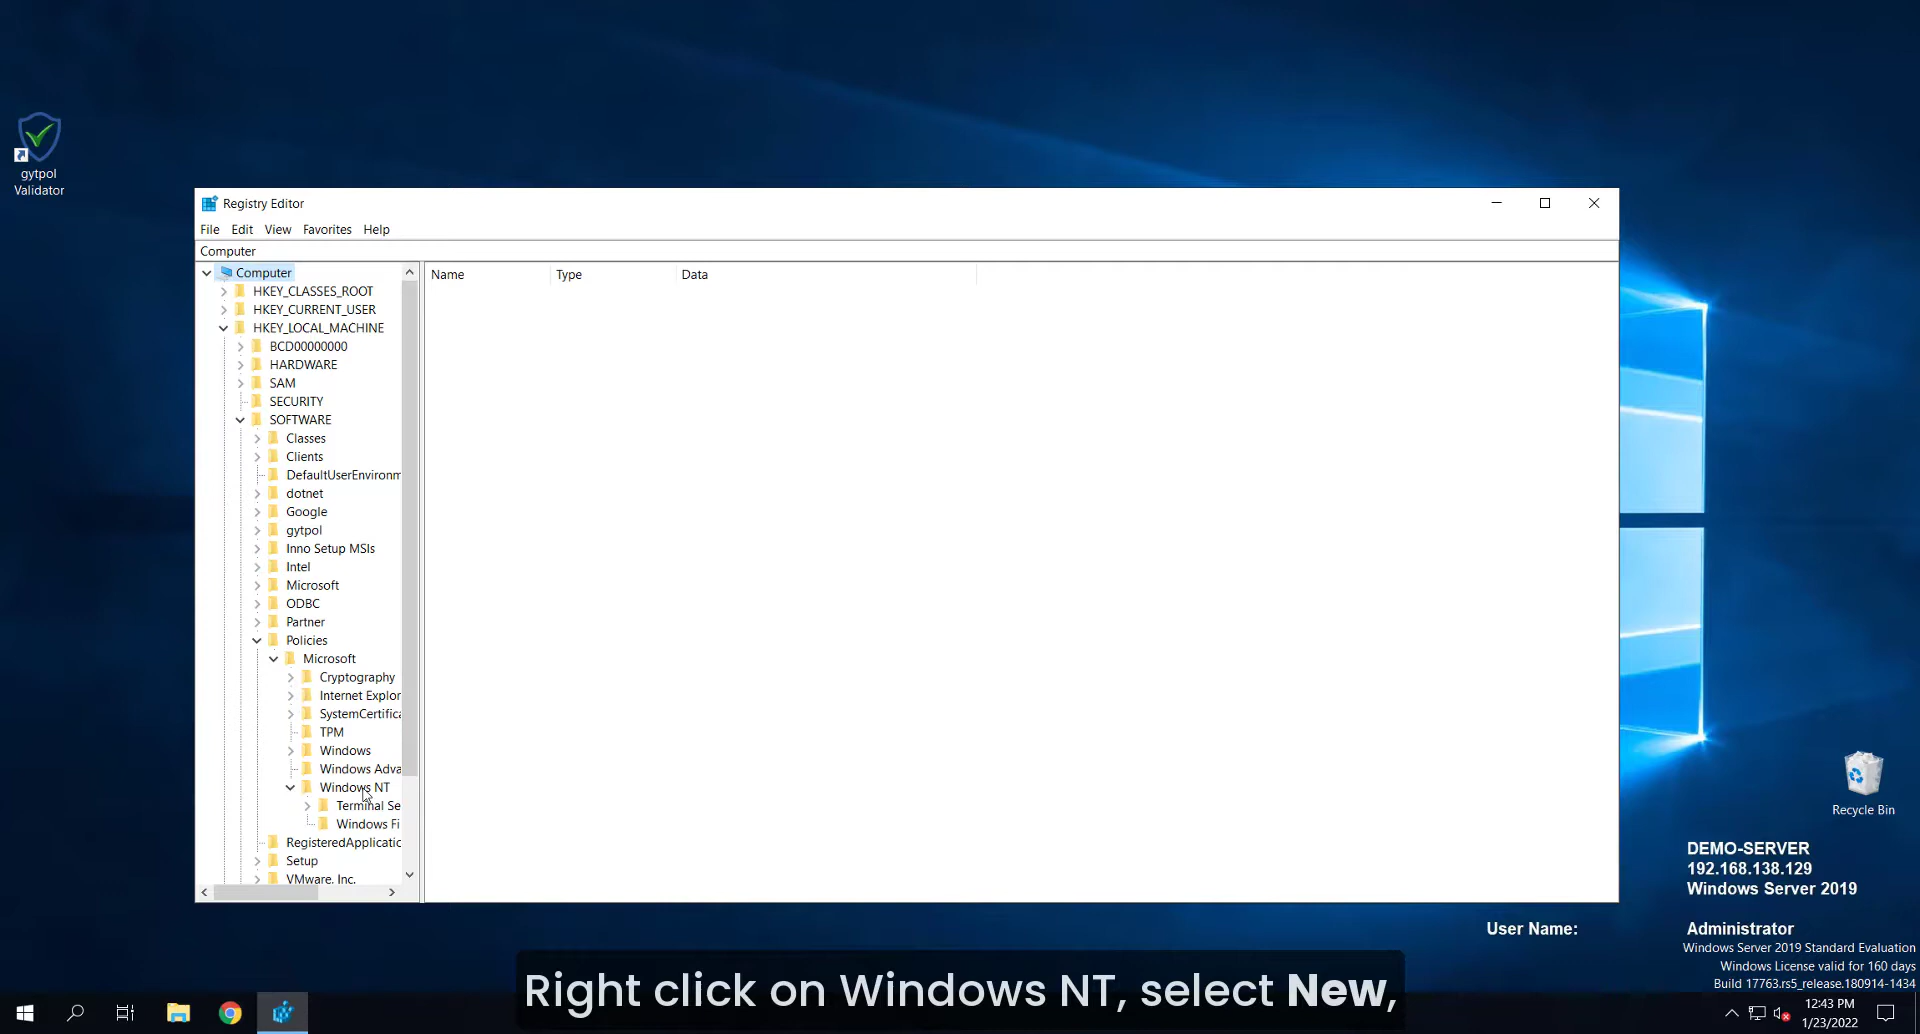 gytpol
Validator
Registry Editor
File Edit View Favorites Help
Computer
Computer
HKEY_CLASSES_ROOT
HKEY_CURRENT_USER
HKEY_LOCAL_MACHINE
BCD00000000
HARDWARE
SAM
SECURITY
SOFTWARE
Classes
Clients
DefaultUserEnvironm
dotnet
Google
gytpol
Inno Setup MSIs
Intel
Microsoft
ODBC
Partner
Policies
Microsoft
Cryptography
Internet Explor
SystemCertifica
TPM
Windows
Windows Adva
Windows NT
Terminal Se
Windows Fi
RegisteredApplicatic
Setup
VMware, Inc.
Name Type Data
Recycle Bin
DEMO-SERVER
192.168.138.129
Windows Server 2019
User Name: Administrator
Windows Server 2019 Standard Evaluation
Windows License valid for 160 days
Build 17763.rs5_release.180914-1434
Right click on Windows NT, select New,
12:43 PM
1/23/2022